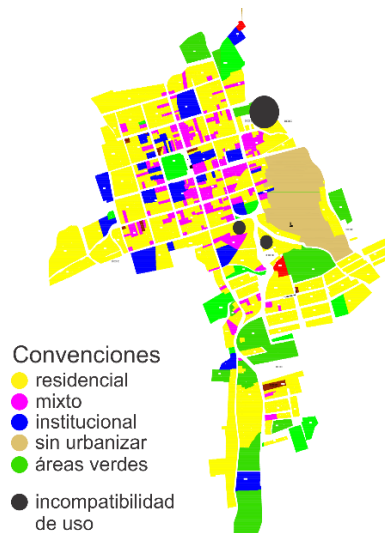 Convenciones
residencial
mixto
institucional
sin urbanizar
áreas verdes
incompatibilidad
de uso